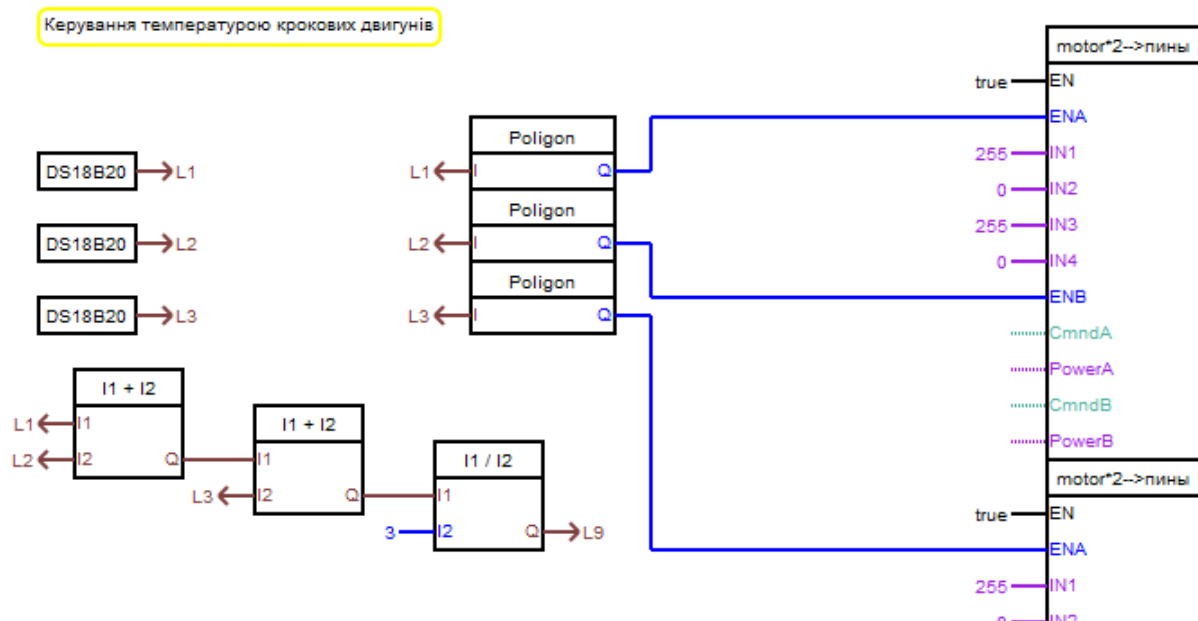 Керування температурою крокових двигунів
motor*2-->пины
true EN
ENA
Poligon
DS18B20 L1 L1 I Q 255 IN1
Poligon
0 IN2
255 IN3
DS18B20 L2 L2 I Q
0 IN4
Poligon
ENB
DS18B20 L3 L3 I Q
CmndA
PowerA
I1 + I2
CmndB
L1 I1
I1 + I2
PowerB
L2 I2 Q I1
I1 / I2
motor*2-->пины
L3 I2 Q I1
true EN
3 I2 Q L9
ENA
255 IN1
0 IN2